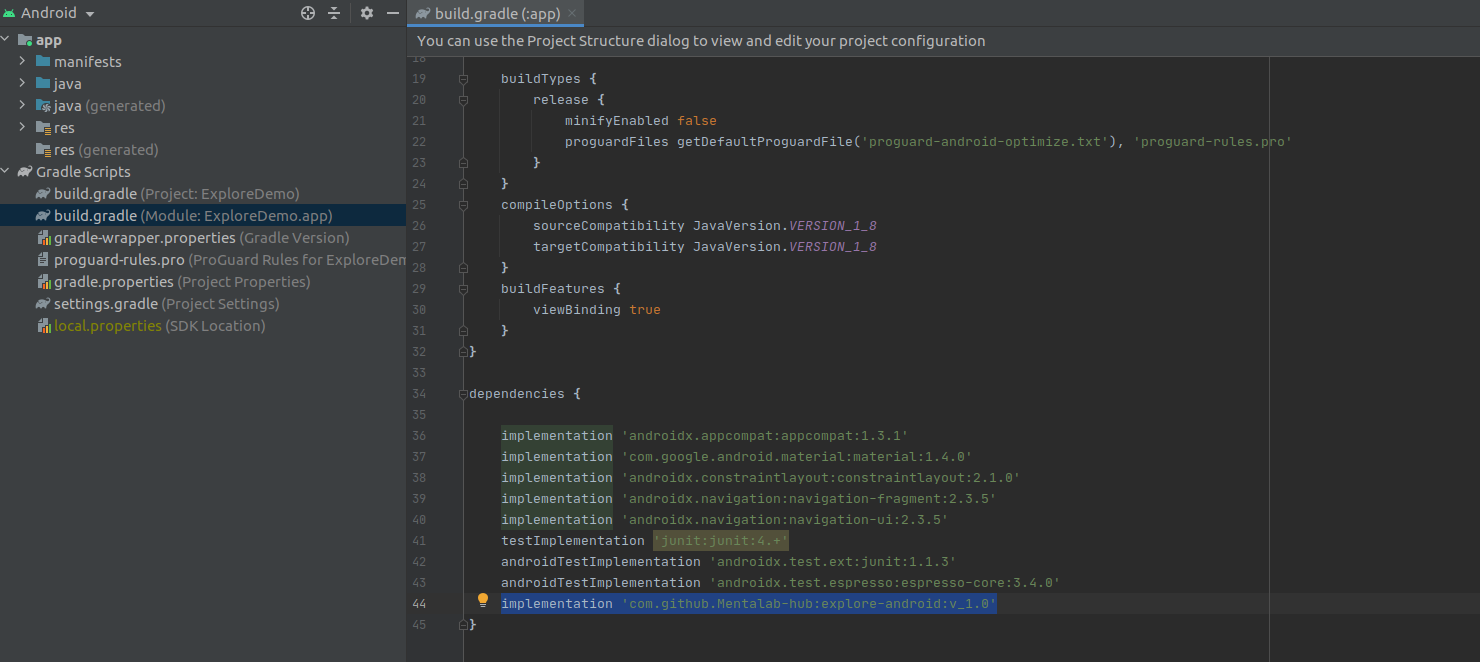 Android
app
manifests
java
java (generated)
res
res (generated)
Gradle Scripts
build.gradle (Project: ExploreDemo)
build.gradle (Module: ExploreDemo.app)
gradle-wrapper.properties (Gradle Version)
proguard-rules.pro (ProGuard Rules for ExploreDem
gradle.properties (Project Properties)
settings.gradle (Project Settings)
local.properties (SDK Location)
build.gradle (:app)
You can use the Project Structure dialog to view and edit your project configuration
18
19 buildTypes {
20 release {
21 minifyEnabled false
22 proguardFiles getDefaultProguardFile('proguard-android-optimize.txt'), 'proguard-rules.pro'
23 }
24 }
25 compileOptions {
26 sourceCompatibility JavaVersion.VERSION_1_8
27 targetCompatibility JavaVersion.VERSION_1_8
28 }
29 buildFeatures {
30 viewBinding true
31 }
32 }
33
34 dependencies {
35
36 implementation 'androidx.appcompat:appcompat:1.3.1'
37 implementation 'com.google.android.material:material:1.4.0'
38 implementation 'androidx.constraintlayout:constraintlayout:2.1.0'
39 implementation 'androidx.navigation:navigation-fragment:2.3.5'
40 implementation 'androidx.navigation:navigation-ui:2.3.5'
41 testImplementation 'junit:junit:4.+'
42 androidTestImplementation 'androidx.test.ext:junit:1.1.3'
43 androidTestImplementation 'androidx.test.espresso:espresso-core:3.4.0'
44 implementation 'com.github.Mentalab-hub:explore-android:v_1.0'
45 }